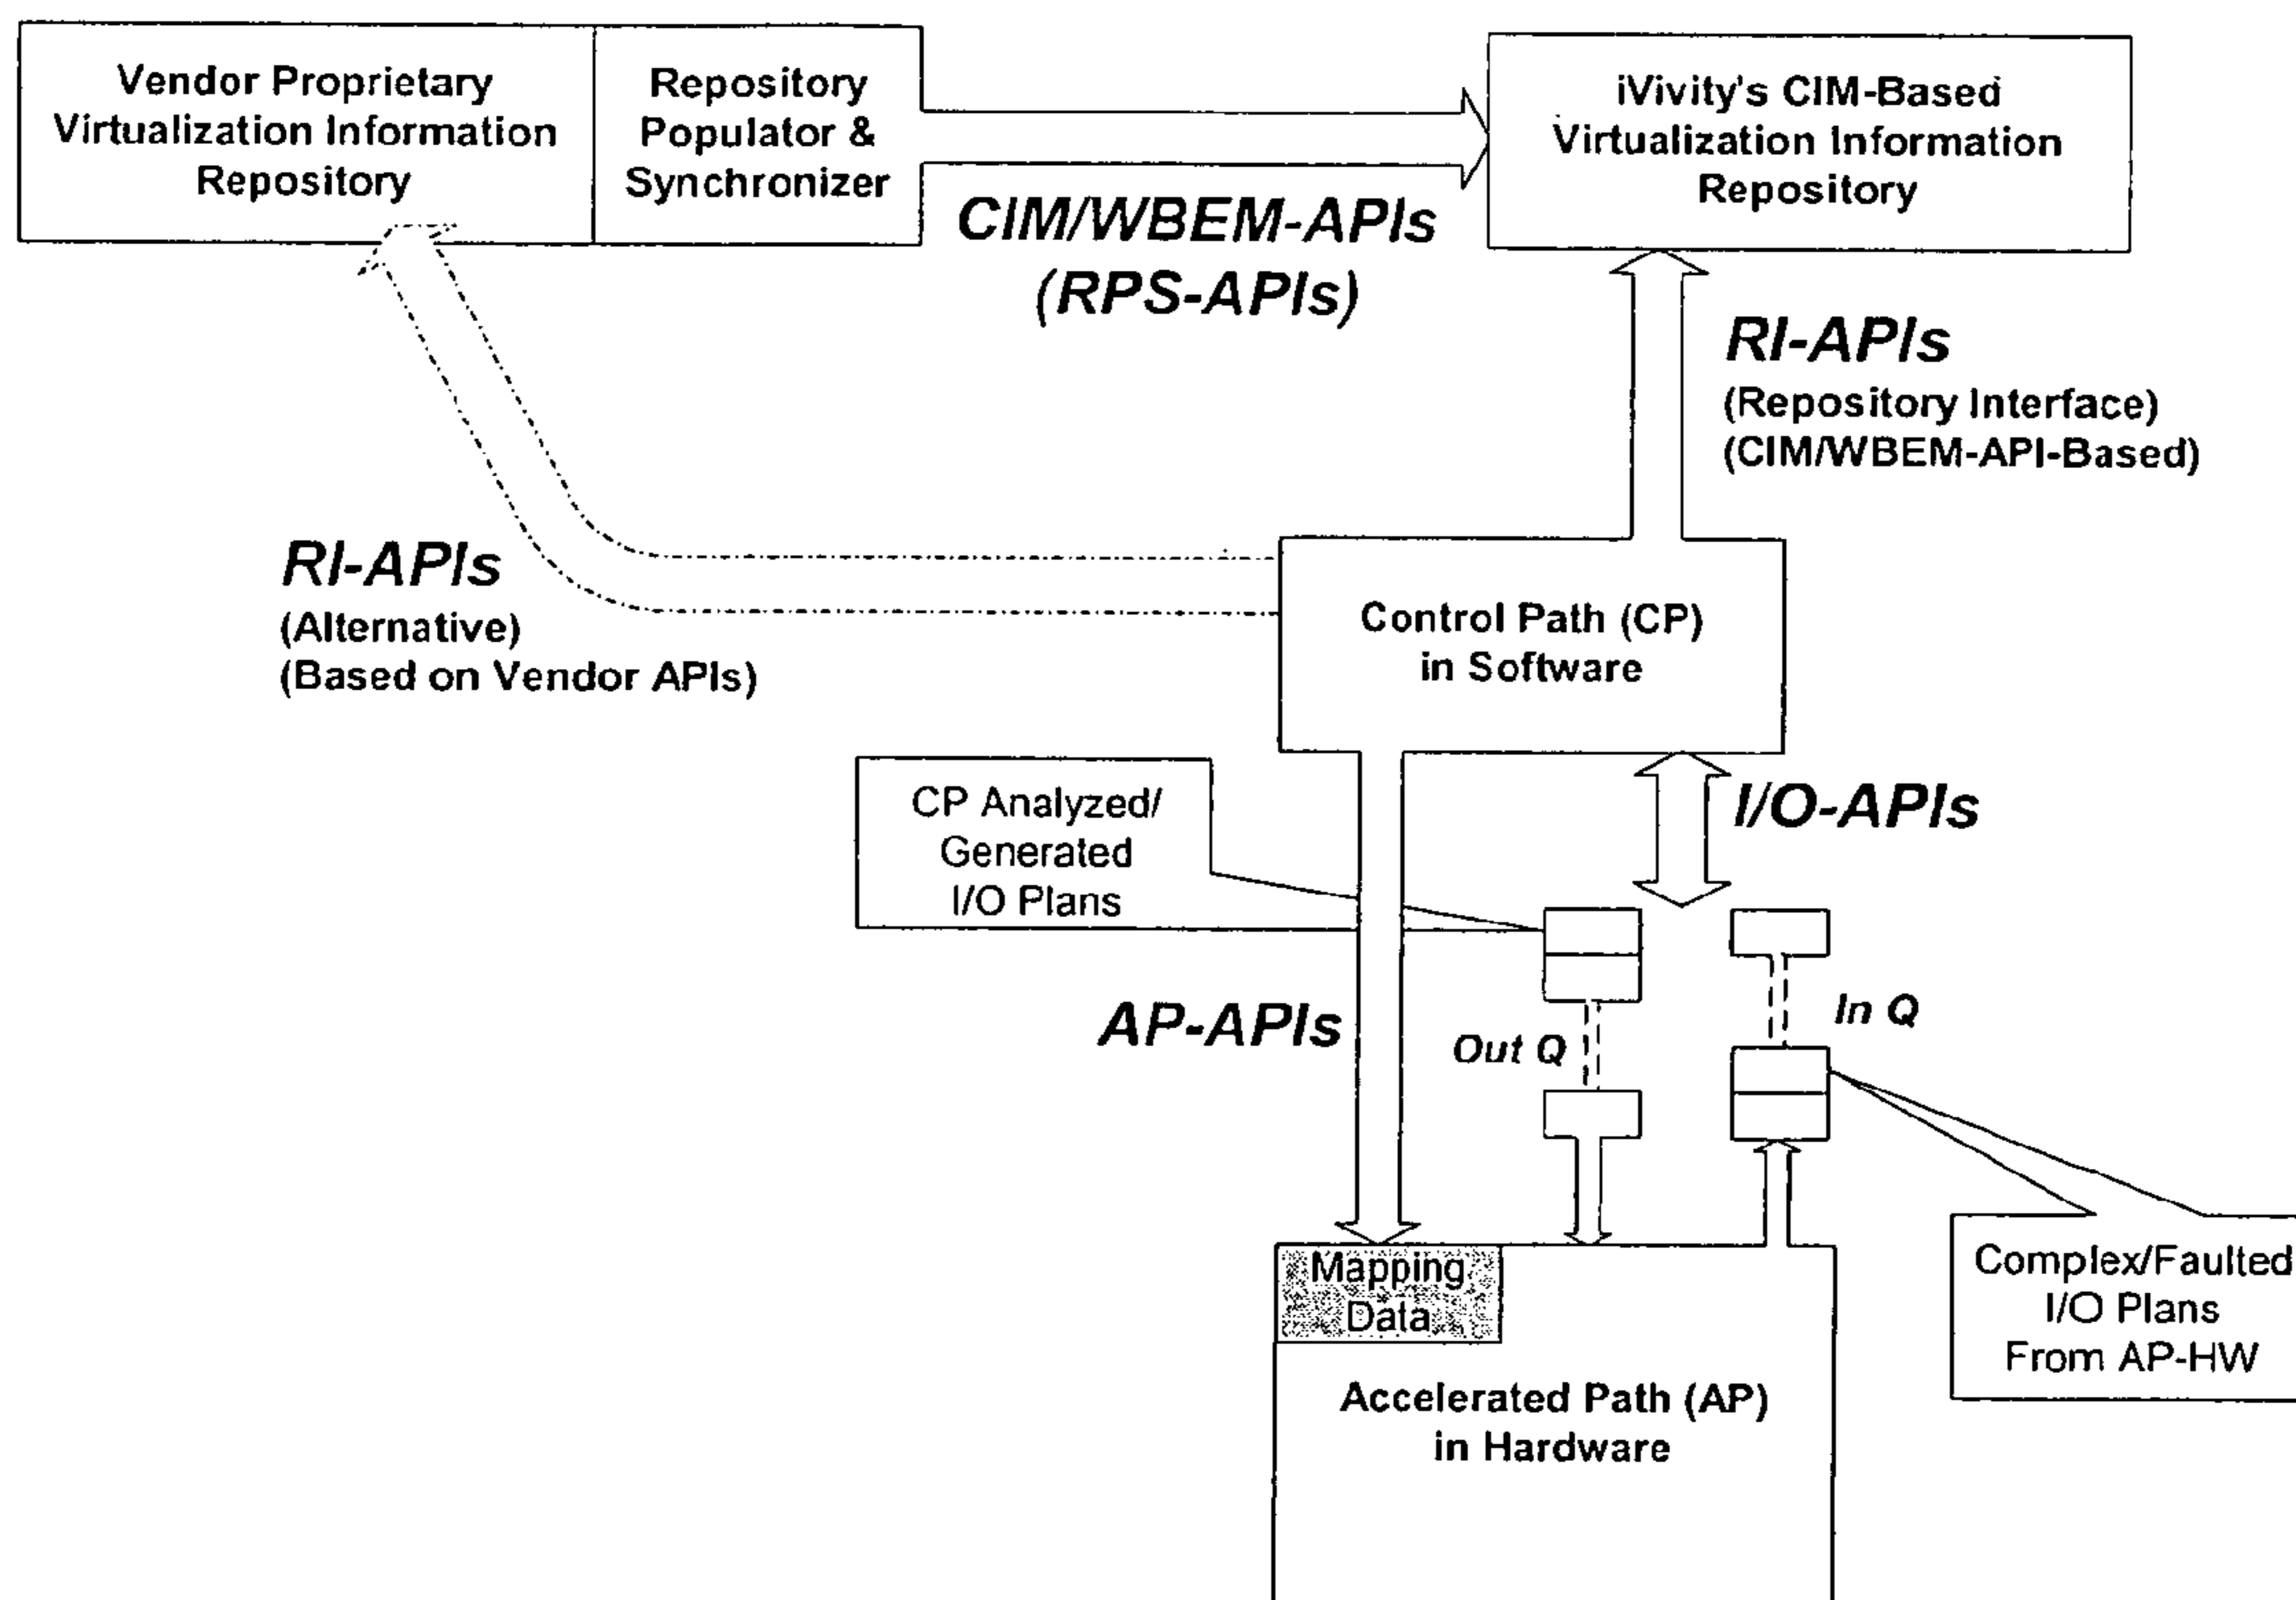 Vendor Proprietary
Virtualization Information
Repository
Repository
Populator &
Synchronizer
iVivity's CIM-Based
Virtualization Information
Repository
CIM/WBEM-APIs
(RPS-APIs)
RI-APIs
(Repository Interface)
(CIM/WBEM-API-Based)
RI-APIs
(Alternative)
(Based on Vendor APIs)
Control Path (CP)
in Software
CP Analyzed/
Generated
I/O Plans
I/O-APIs
AP-APIs
Out Q
In Q
Mapping
Data
Complex/Faulted
I/O Plans
From AP-HW
Accelerated Path (AP)
in Hardware